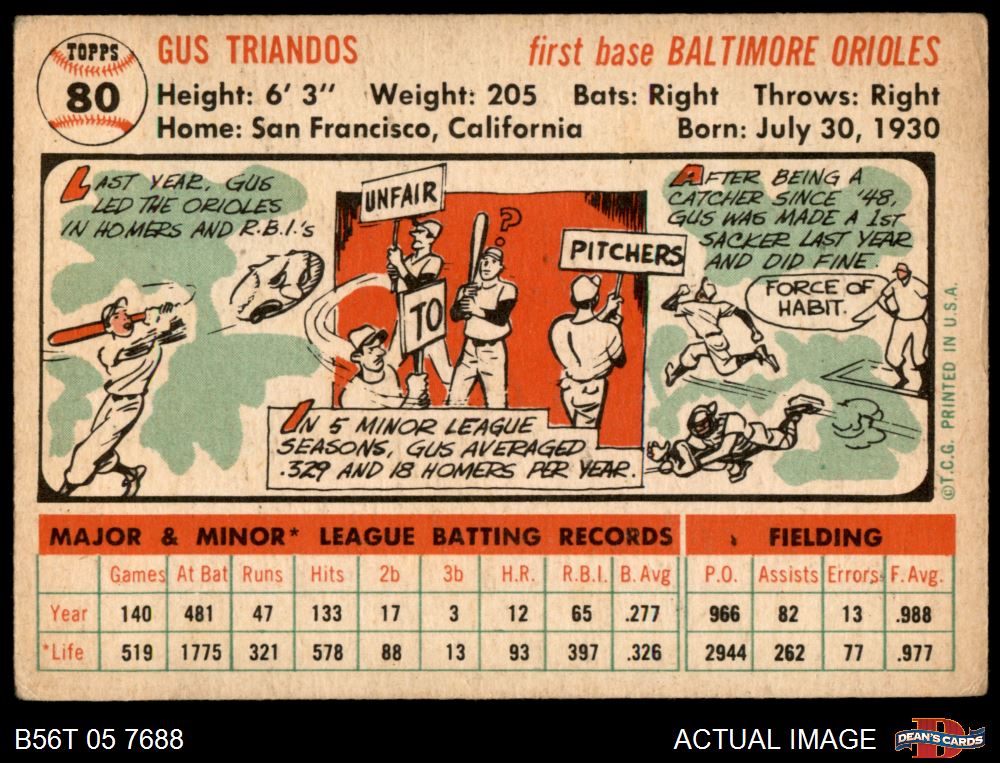 TOPPS
80
GUS TRIANDOS first base BALTIMORE ORIOLES
Height: 6' 3" Weight: 205 Bats: Right Throws: Right
Home: San Francisco, California Born: July 30, 1930
LAST YEAR, GUS
LED THE ORIOLES
IN HOMERS AND R.B.I.'s
UNFAIR
TO
?
PITCHERS
IN 5 MINOR LEAGUE
SEASONS, GUS AVERAGED
.329 AND 18 HOMERS PER YEAR.
AFTER BEING A
CATCHER SINCE '48,
GUS WAS MADE A 1st
SACKER LAST YEAR
AND DID FINE.
FORCE OF
HABIT.
©T.C.G. PRINTED IN U.S.A.
MAJOR & MINOR* LEAGUE BATTING RECORDS FIELDING
Games At Bat Runs Hits 2b 3b H.R. R.B.I. B. Avg P.O. Assists Errors F. Avg.
Year 140 481 47 133 17 3 12 65 .277 966 82 13 .988
*Life 519 1775 321 578 88 13 93 397 .326 2944 262 77 .977
B56T 05 7688 ACTUAL IMAGE
DEAN'S CARDS